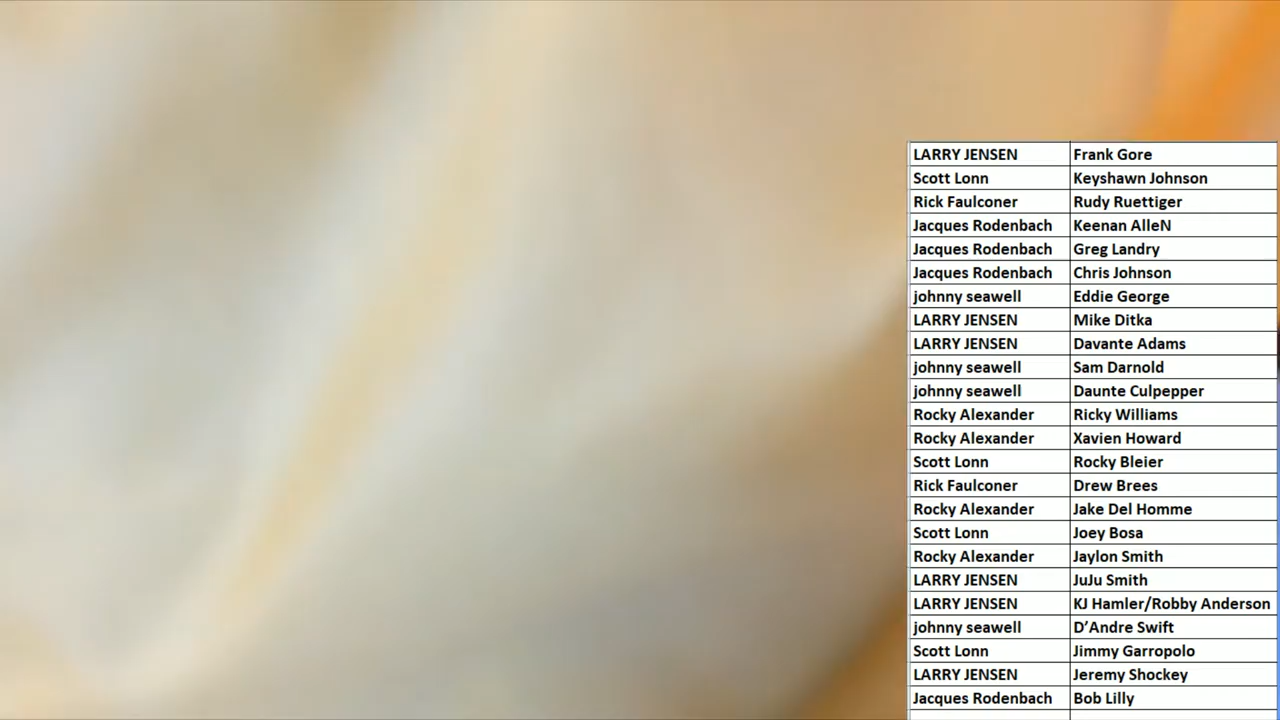 LARRY JENSEN Frank Gore
Scott Lonn Keyshawn Johnson
Rick Faulconer Rudy Ruettiger
Jacques Rodenbach Keenan AlleN
Jacques Rodenbach Greg Landry
Jacques Rodenbach Chris Johnson
johnny seawell Eddie George
LARRY JENSEN Mike Ditka
LARRY JENSEN Davante Adams
johnny seawell Sam Darnold
johnny seawell Daunte Culpepper
Rocky Alexander Ricky Williams
Rocky Alexander Xavien Howard
Scott Lonn Rocky Bleier
Rick Faulconer Drew Brees
Rocky Alexander Jake Del Homme
Scott Lonn Joey Bosa
Rocky Alexander Jaylon Smith
LARRY JENSEN JuJu Smith
LARRY JENSEN KJ Hamler/Robby Anderson
johnny seawell D’Andre Swift
Scott Lonn Jimmy Garropolo
LARRY JENSEN Jeremy Shockey
Jacques Rodenbach Bob Lilly